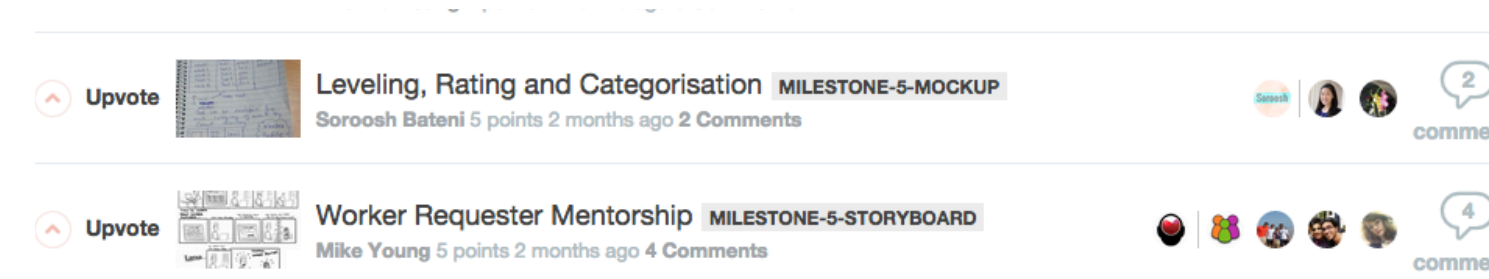 Upvote
Leveling, Rating and Categorisation MILESTONE-5-MOCKUP
Soroosh Bateni 5 points 2 months ago 2 Comments
Soroosh
2
comme
Upvote
Worker Requester Mentorship MILESTONE-5-STORYBOARD
Mike Young 5 points 2 months ago 4 Comments
4
comme